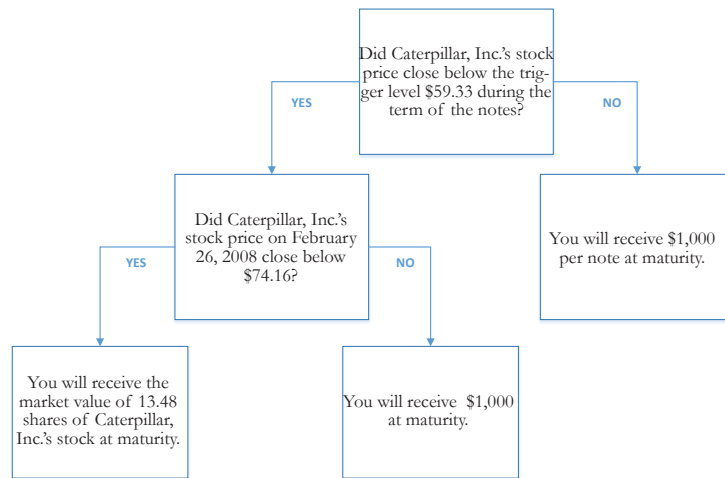 Did Caterpillar, Inc.'s stock
price close below the trig-
ger level $59.33 during the
term of the notes?
YES
NO
Did Caterpillar, Inc.'s
stock price on February
26, 2008 close below
$74.16?
You will receive $1,000
per note at maturity.
YES
NO
You will receive the
market value of 13.48
shares of Caterpillar,
Inc.'s stock at maturity.
You will receive  $1,000
at maturity.